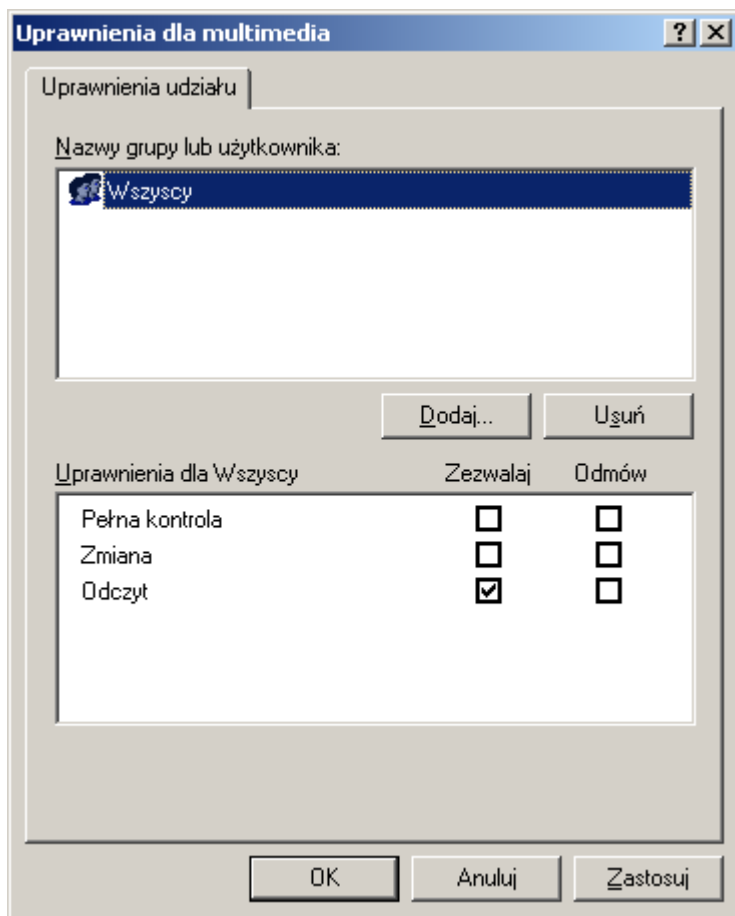 Uprawnienia dla multimedia
Uprawnienia udziału
Nazwy grupy lub użytkownika:
Wszyscy
Dodaj... Usuń
Uprawnienia dla Wszyscy Zezwalaj Odmów
Pełna kontrola
Zmiana
Odczyt
OK Anuluj Zastosuj